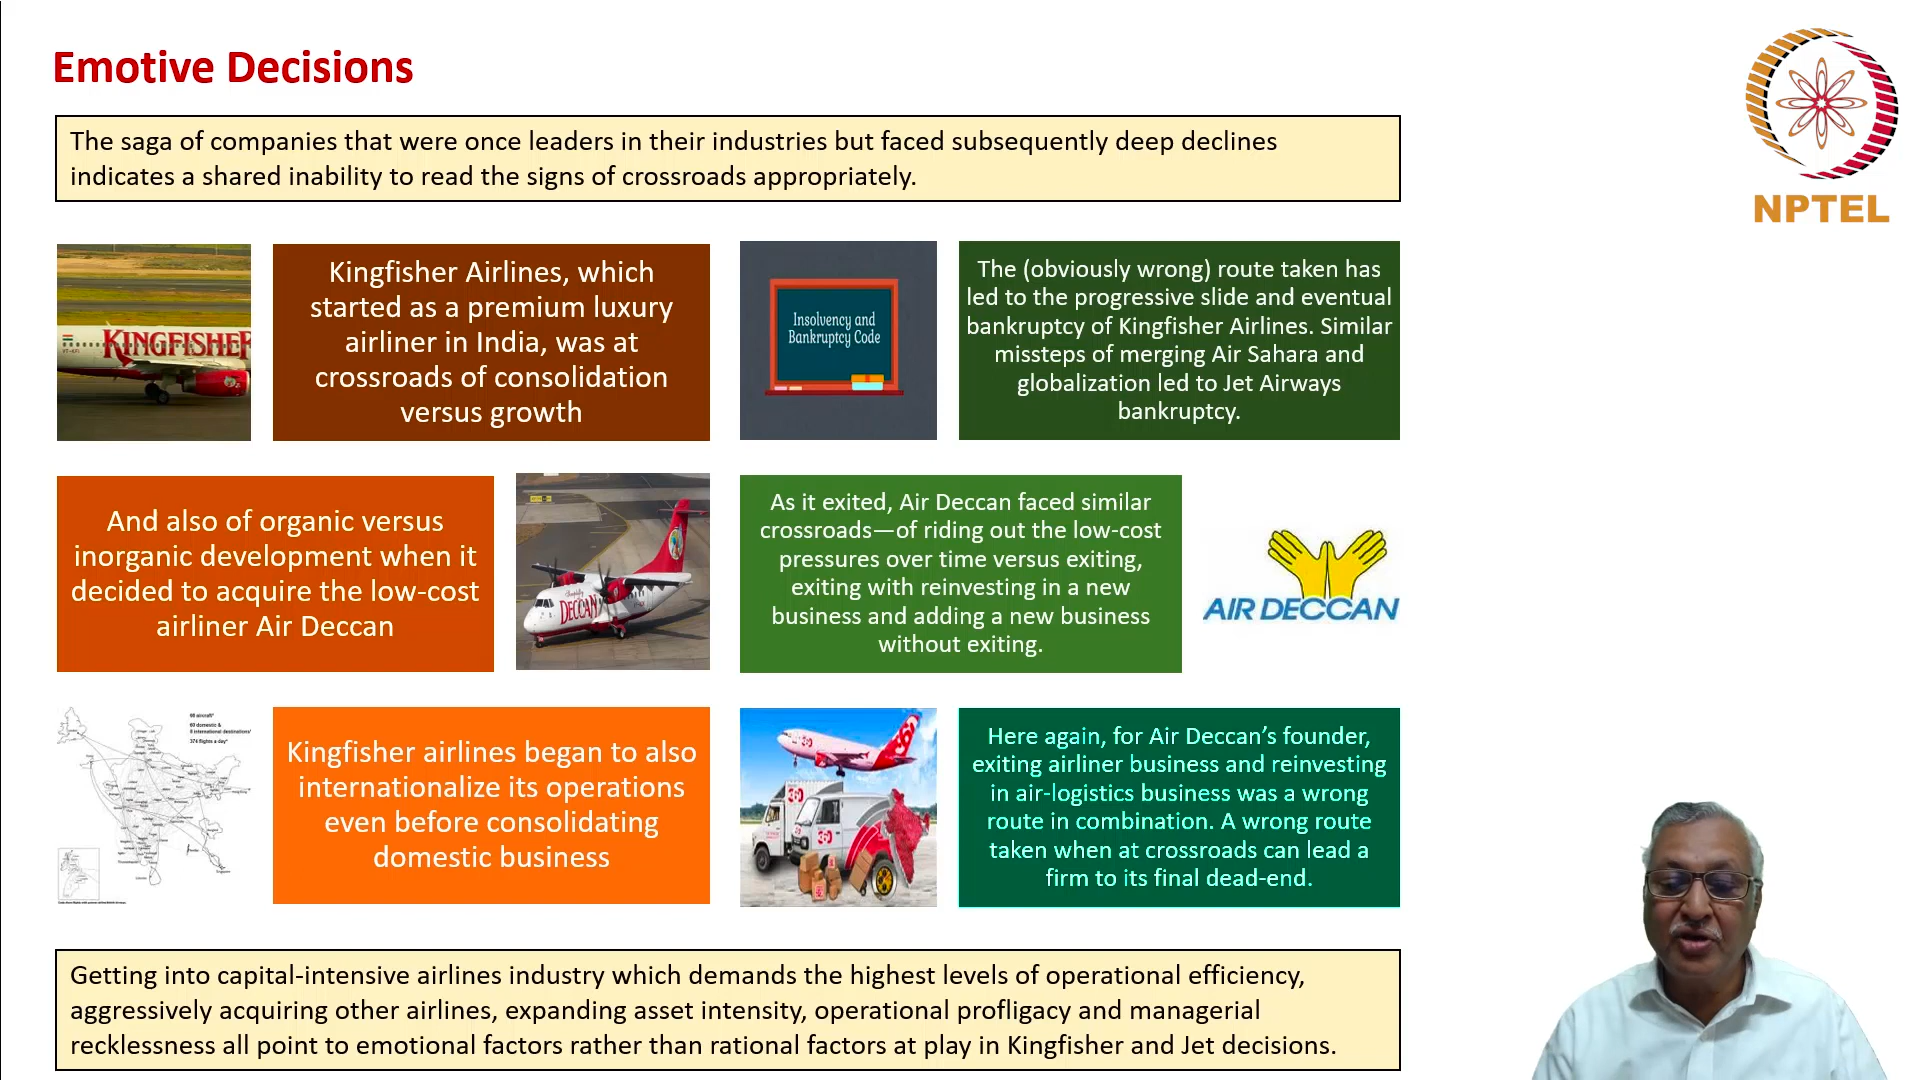 Emotive Decisions
The saga of companies that were once leaders in their industries but faced subsequently deep declines
indicates a shared inability to read the signs of crossroads appropriately.
NPTEL
KINGFISHER
Kingfisher Airlines, which
started as a premium luxury
airliner in India, was at
crossroads of consolidation
versus growth
Insolvency and
Bankruptcy Code
The (obviously wrong) route taken has
led to the progressive slide and eventual
bankruptcy of Kingfisher Airlines. Similar
missteps of merging Air Sahara and
globalization led to Jet Airways
bankruptcy.
And also of organic versus
inorganic development when it
decided to acquire the low-cost
airliner Air Deccan
DECCAN
As it exited, Air Deccan faced similar
crossroads—of riding out the low-cost
pressures over time versus exiting,
exiting with reinvesting in a new
business and adding a new business
without exiting.
AIR DECCAN
Kingfisher airlines began to also
internationalize its operations
even before consolidating
domestic business
Here again, for Air Deccan’s founder,
exiting airliner business and reinvesting
in air-logistics business was a wrong
route in combination. A wrong route
taken when at crossroads can lead a
firm to its final dead-end.
Getting into capital-intensive airlines industry which demands the highest levels of operational efficiency,
aggressively acquiring other airlines, expanding asset intensity, operational profligacy and managerial
recklessness all point to emotional factors rather than rational factors at play in Kingfisher and Jet decisions.